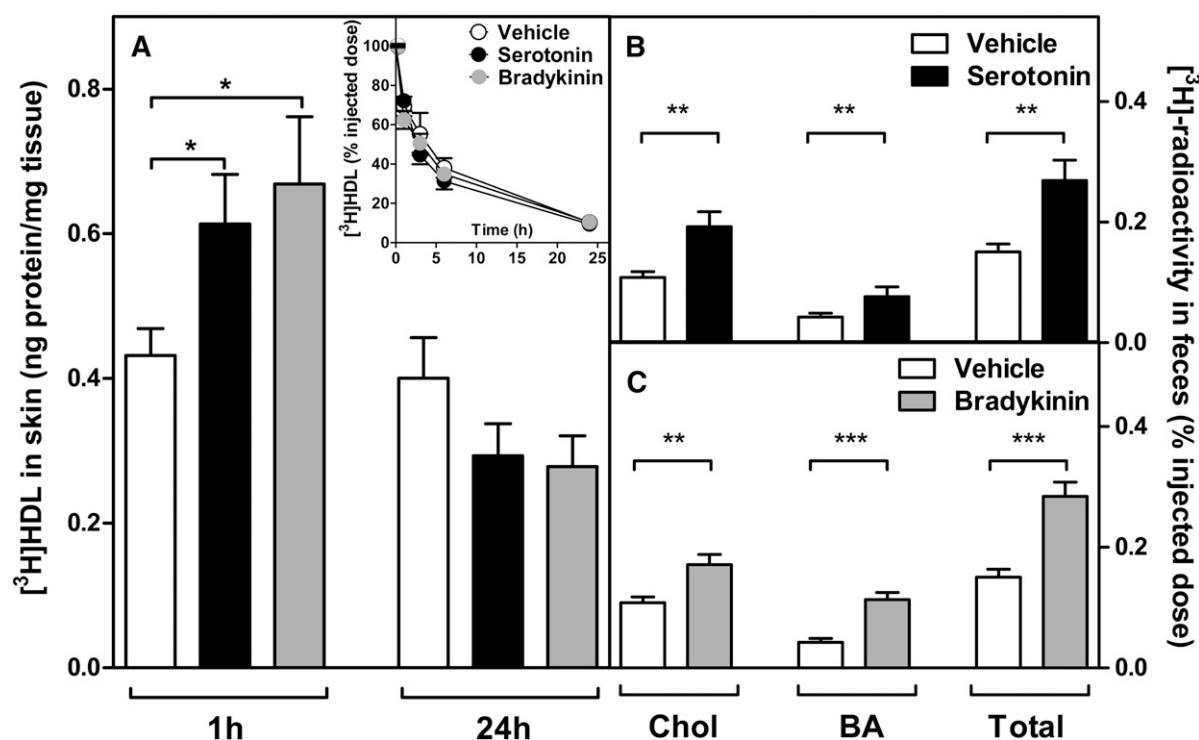 A
[³H]HDL in skin (ng protein/mg tissue)
0.8
0.6
0.4
0.2
0.0
*
*
1h
24h
Vehicle
Serotonin
Bradykinin
[³H]HDL (% injected dose)
100
80
60
40
20
0
Time (h)
0 5 10 15 20 25
B
Vehicle
Serotonin
** ** **
0.4
0.2
0.0
C
Vehicle
Bradykinin
** *** ***
0.4
0.2
0.0
Chol BA Total
[³H]-radioactivity in feces (% injected dose)